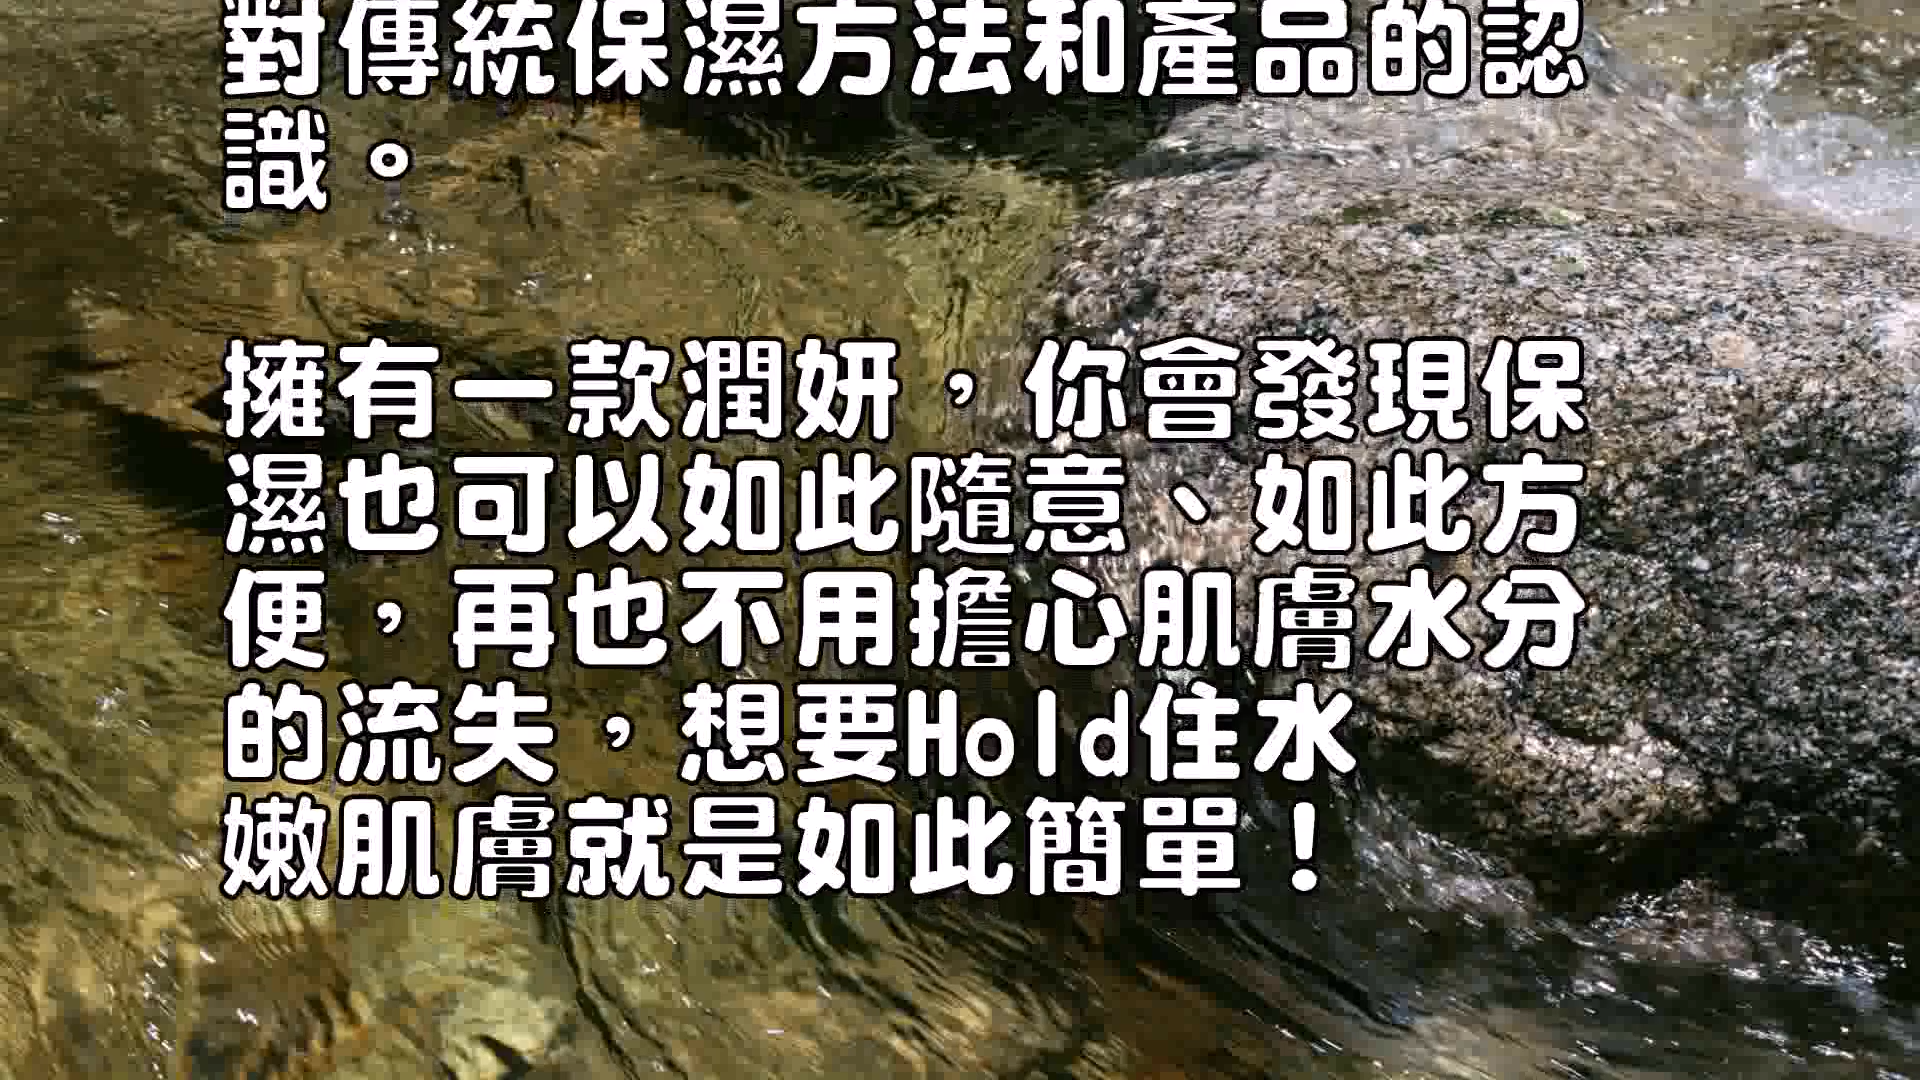 對傳統保濕方法和產品的認
識。
擁有一款潤妍，你會發現保
濕也可以如此隨意、如此方
便，再也不用擔心肌膚水分
的流失，想要Hold住水
嫩肌膚就是如此簡單！